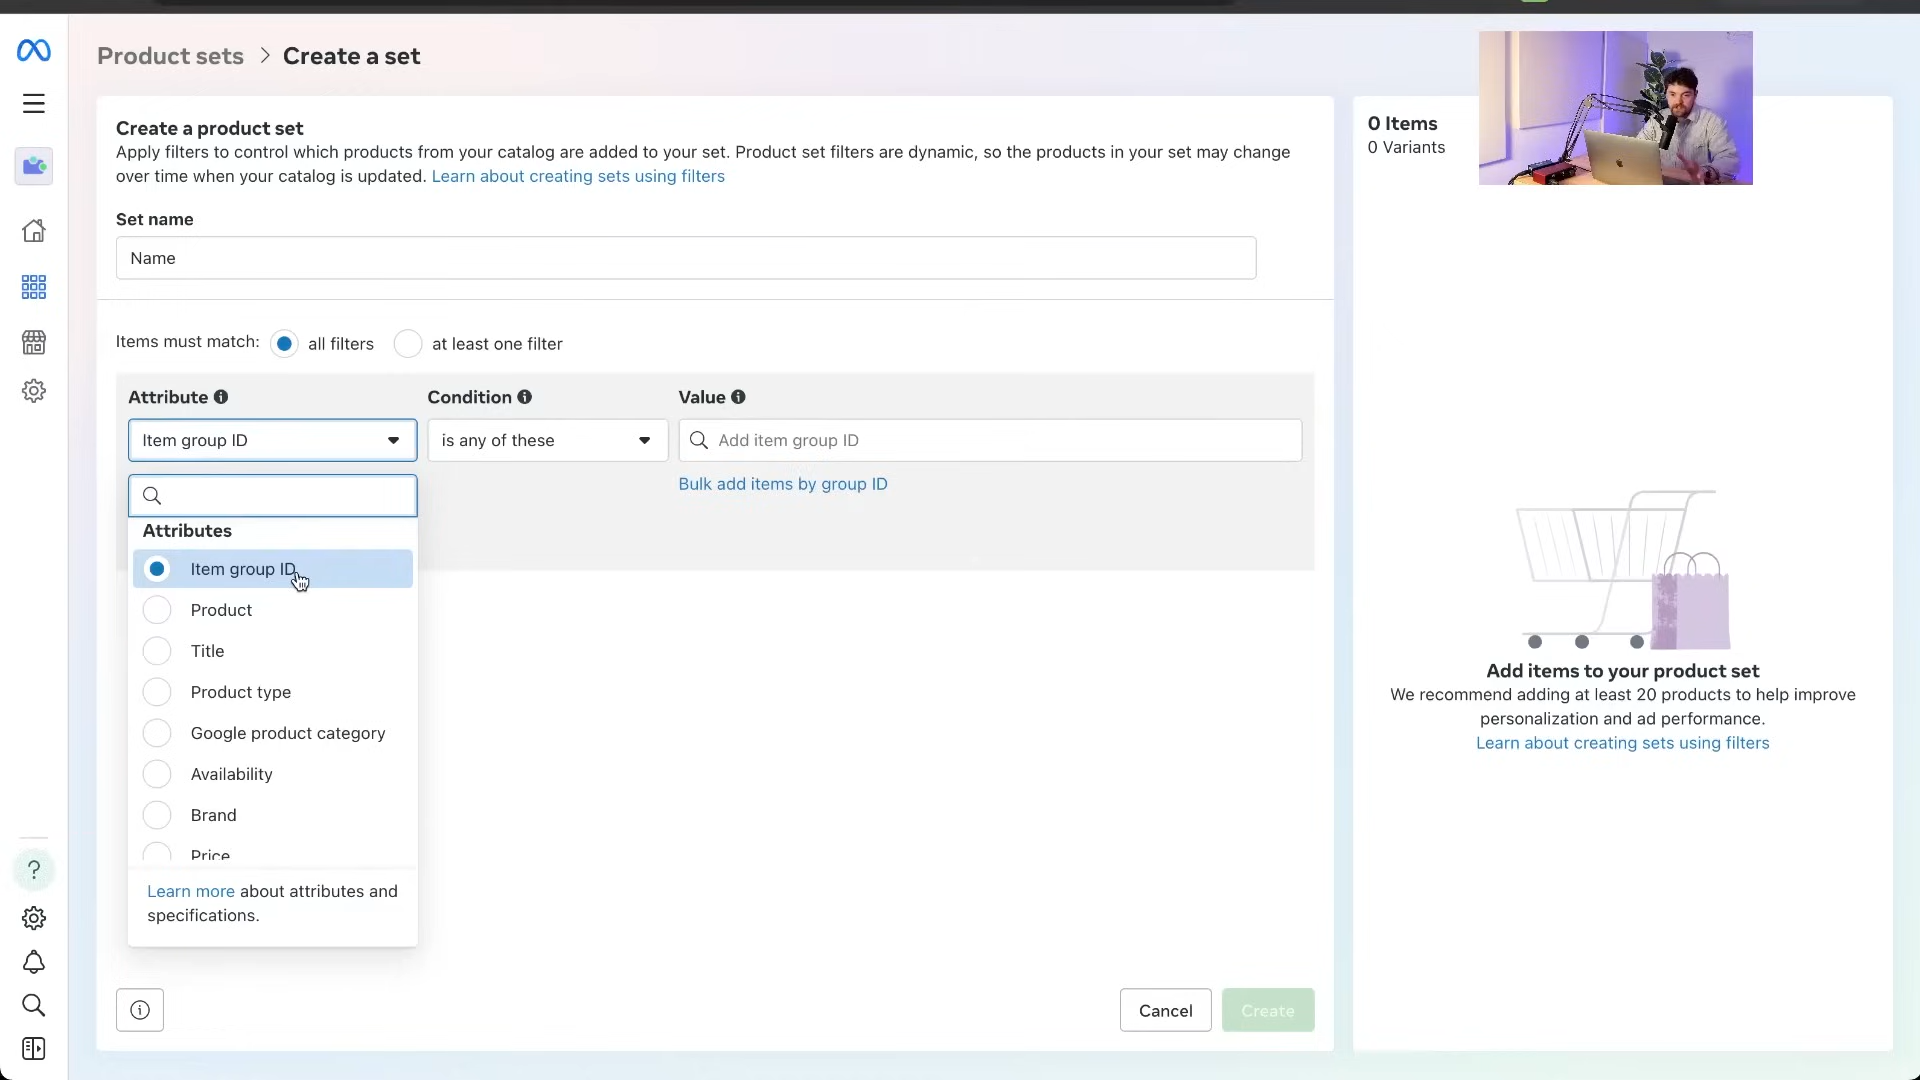 Product sets > Create a set
Create a product set
Apply filters to control which products from your catalog are added to your set. Product set filters are dynamic, so the products in your set may change
over time when your catalog is updated. Learn about creating sets using filters
Set name
Name
Items must match: all filters at least one filter
Attribute Condition Value
Item group ID is any of these Add item group ID
Bulk add items by group ID
Attributes
Item group ID
Product
Title
Product type
Google product category
Availability
Brand
Price
Learn more about attributes and
specifications.
Cancel Create
0 Items
0 Variants
Add items to your product set
We recommend adding at least 20 products to help improve
personalization and ad performance.
Learn about creating sets using filters